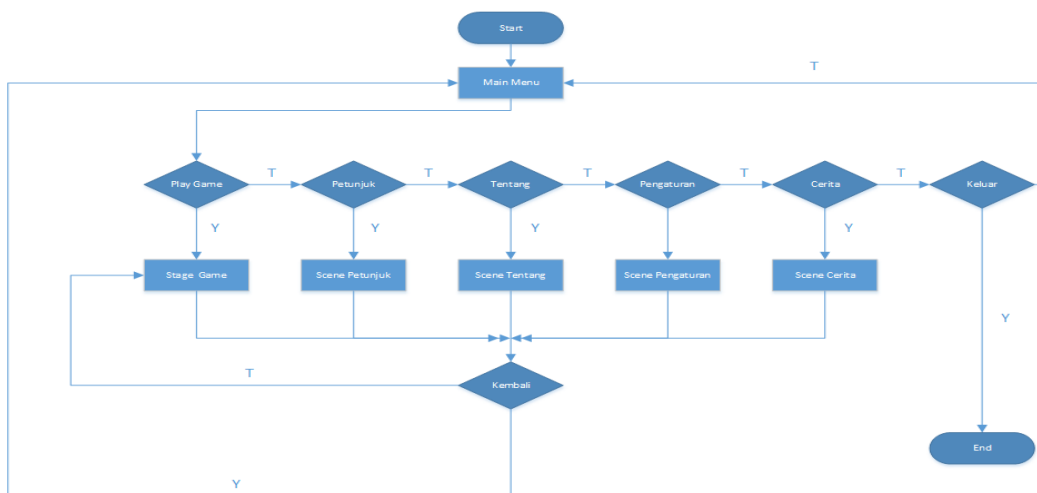 Start
T
Main Menu
Play Game
T
Petunjuk
T
Tentang
T
Pengaturan
T
Cerita
T
Keluar
Y
Y
Y
Y
Y
Stage Game
Scene Petunjuk
Scene Tentang
Scene Pengaturan
Scene Cerita
Y
T
Kembali
End
Y